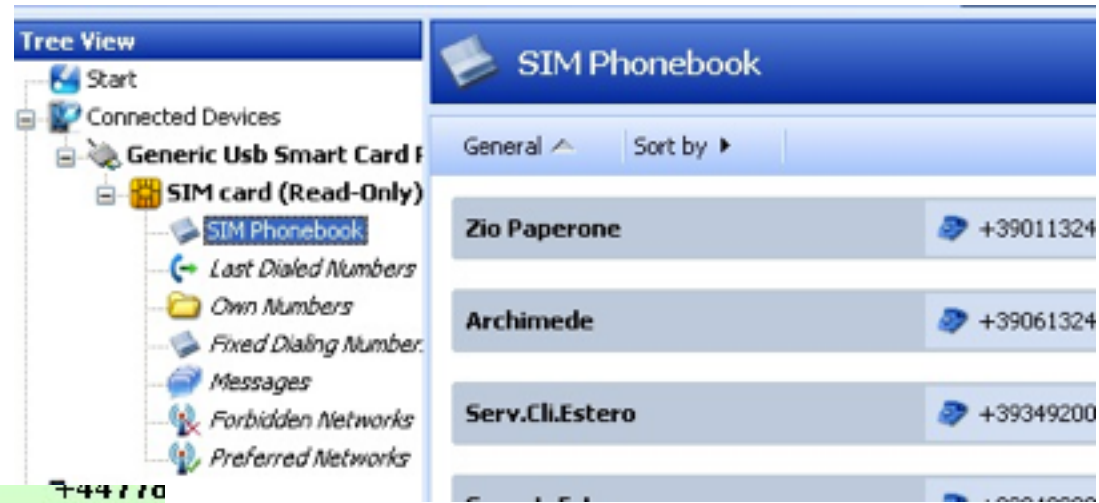 Tree View
Start
Connected Devices
Generic Usb Smart Card
SIM card (Read-Only)
SIM Phonebook
Last Dialed Numbers
Own Numbers
Fixed Dialing Number
Messages
Forbidden Networks
Preferred Networks
SIM Phonebook
General Sort by
Zio Paperone +39011324
Archimede +39061324
Serv.Cli.Estero +39349200